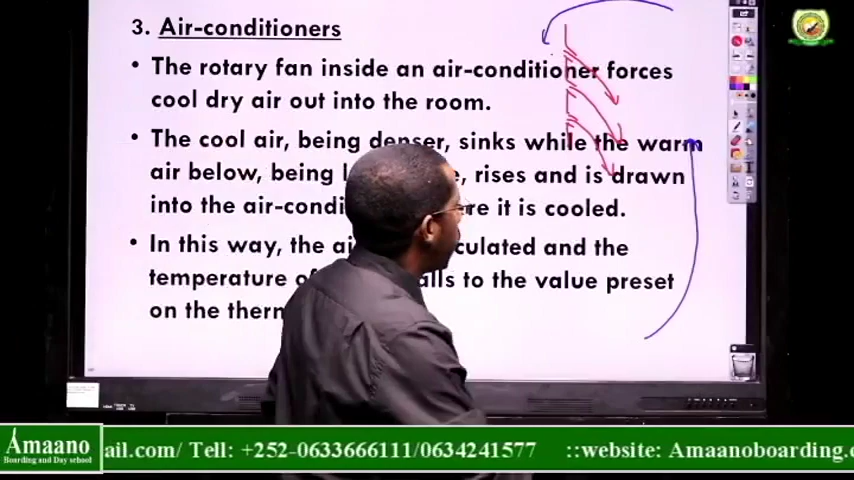 3. Air-conditioners
• The rotary fan inside an air-conditioner forces
cool dry air out into the room.
• The cool air, being denser, sinks while the warm
air below, being rises and is drawn
into the air-condi it is cooled.
• In this way, the ai culated and the
temperature alls to the value preset
on the therm
Amaano
Boarding and Day school
ail.com/ Tell: +252-0633666111/0634241577 ::website: Amaanoboarding.c